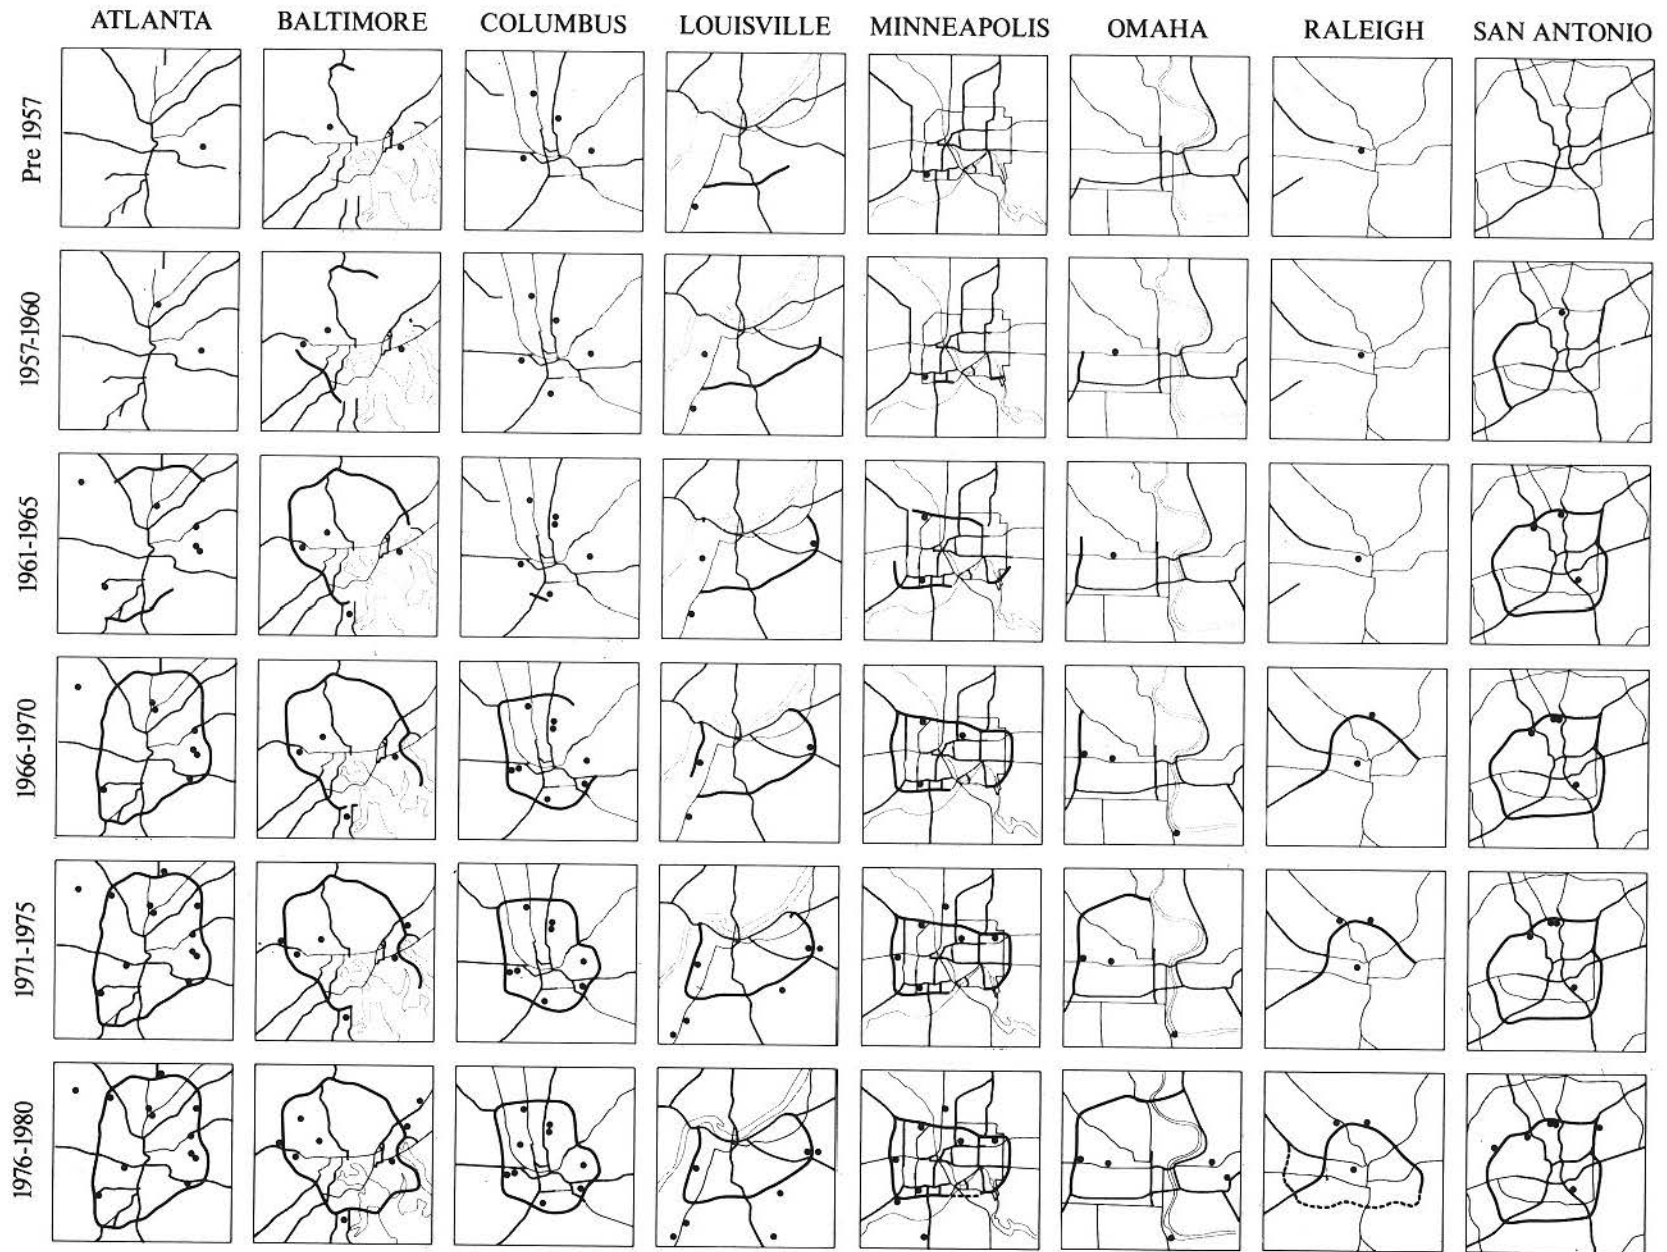 ATLANTA BALTIMORE COLUMBUS LOUISVILLE MINNEAPOLIS OMAHA RALEIGH SAN ANTONIO
Pre 1957
1957-1960
1961-1965
1966-1970
1971-1975
1976-1980